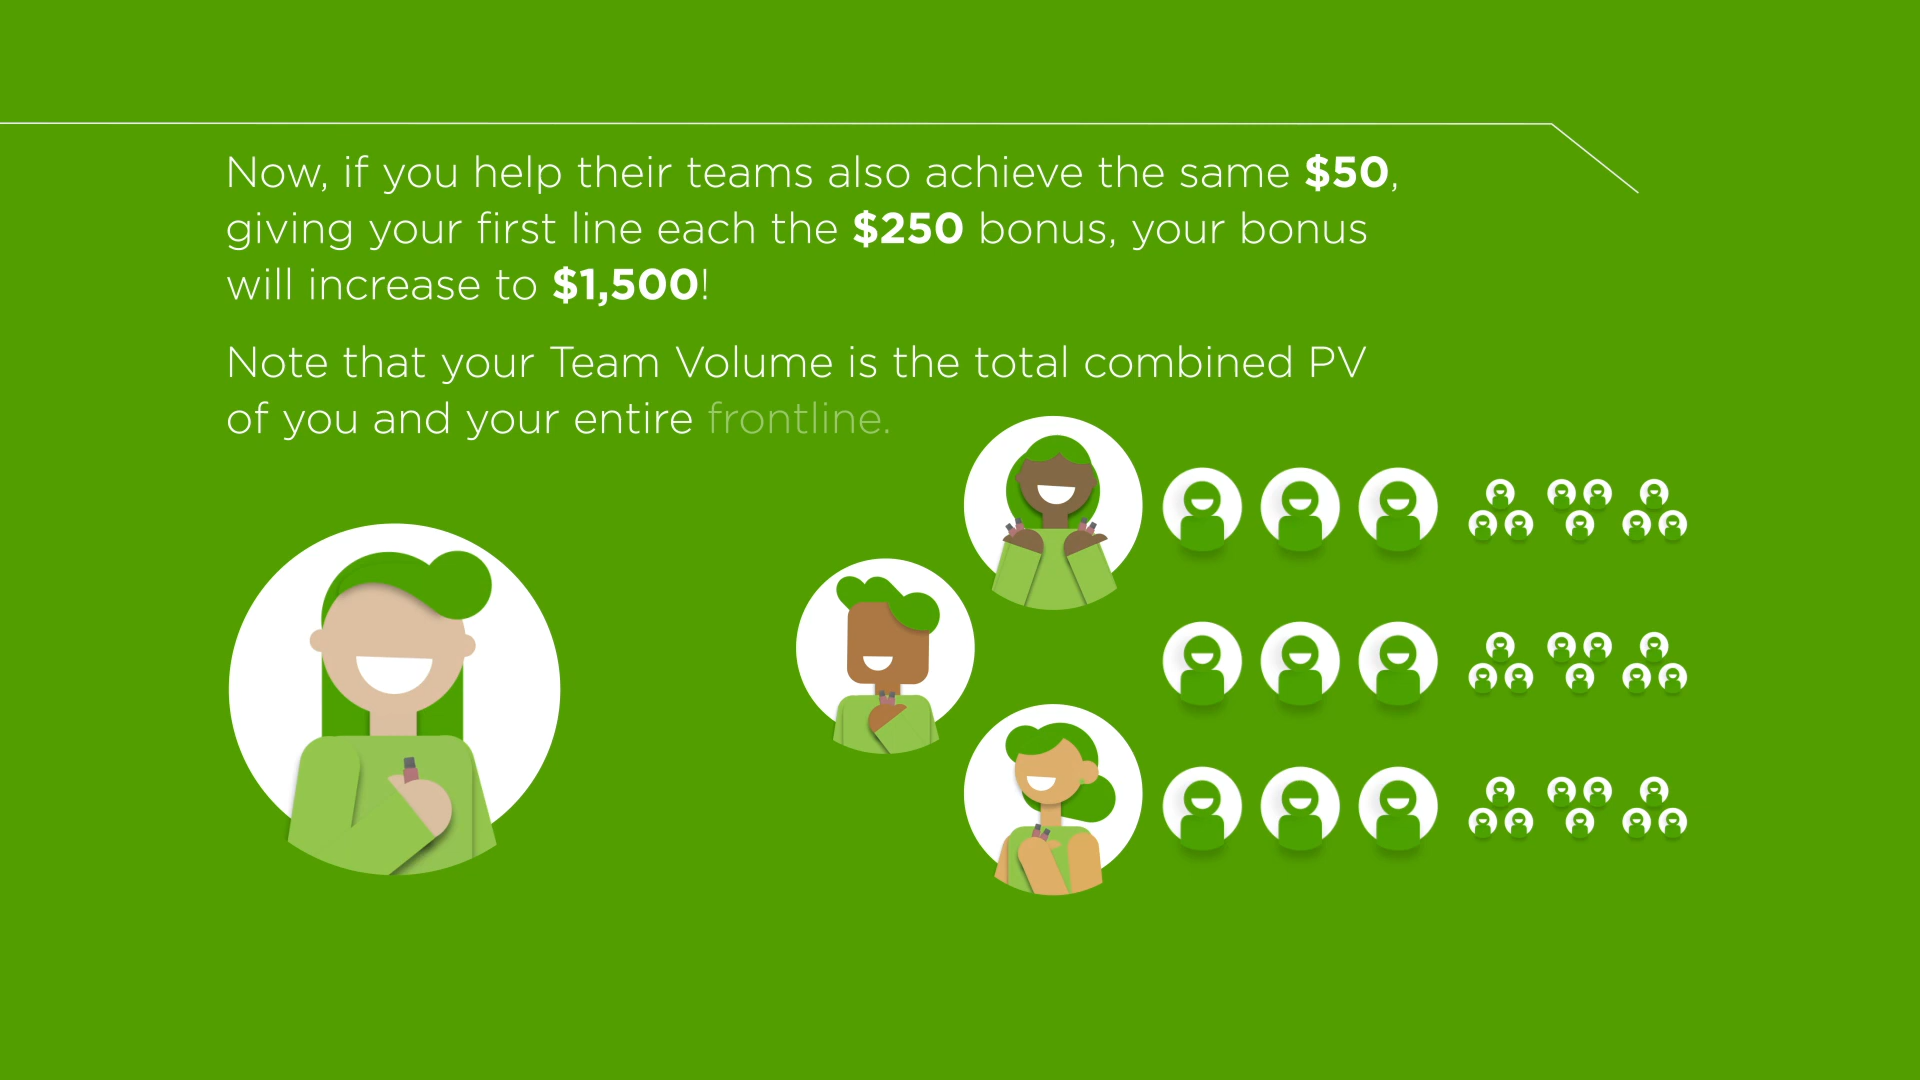 Now, if you help their teams also achieve the same $50,
giving your first line each the $250 bonus, your bonus
will increase to $1,500!
Note that your Team Volume is the total combined PV
of you and your entire frontline.